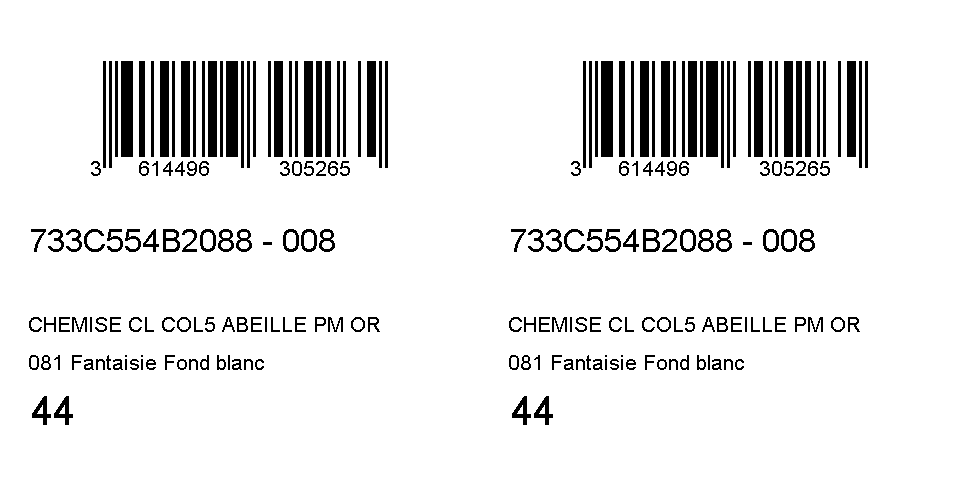 3 614496 305265
733C554B2088 - 008
CHEMISE CL COL5 ABEILLE PM OR
081 Fantaisie Fond blanc
44
3 614496 305265
733C554B2088 - 008
CHEMISE CL COL5 ABEILLE PM OR
081 Fantaisie Fond blanc
44